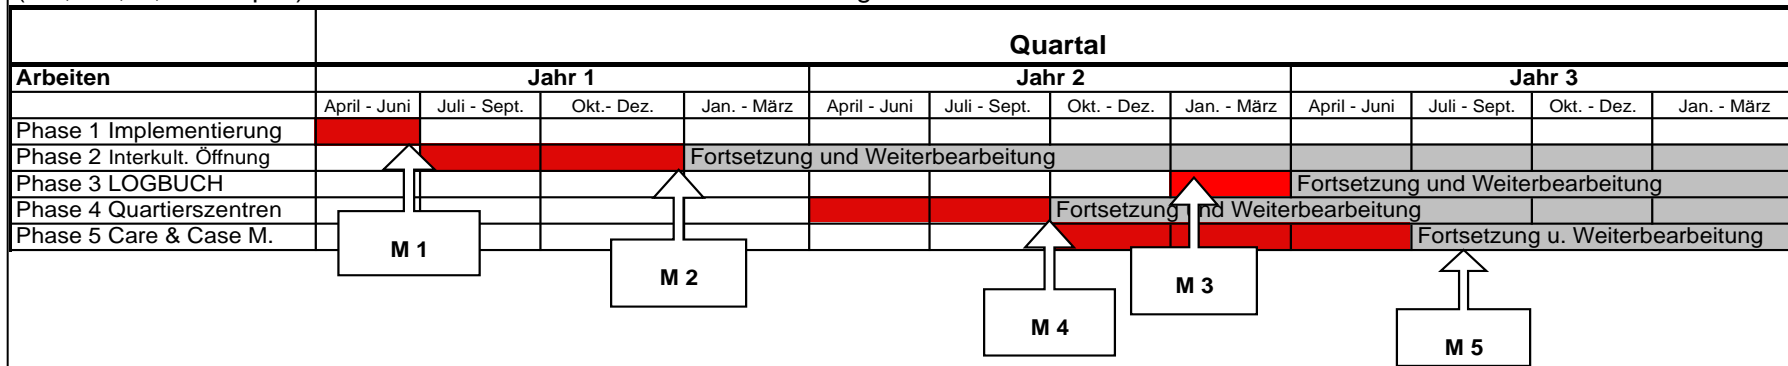 Quartal
Arbeiten Jahr 1 Jahr 2 Jahr 3
April - Juni Juli - Sept. Okt.- Dez. Jan. - März April - Juni Juli - Sept. Okt. - Dez. Jan. - März April - Juni Juli - Sept. Okt. - Dez. Jan. - März
Phase 1 Implementierung
Phase 2 Interkult. Öffnung Fortsetzung und Weiterbearbeitung
Phase 3 LOGBUCH Fortsetzung und Weiterbearbeitung
Phase 4 Quartierszentren Fortsetzung und Weiterbearbeitung
Phase 5 Care & Case M. Fortsetzung u. Weiterbearbeitung
M 1
M 2
M 3
M 4
M 5